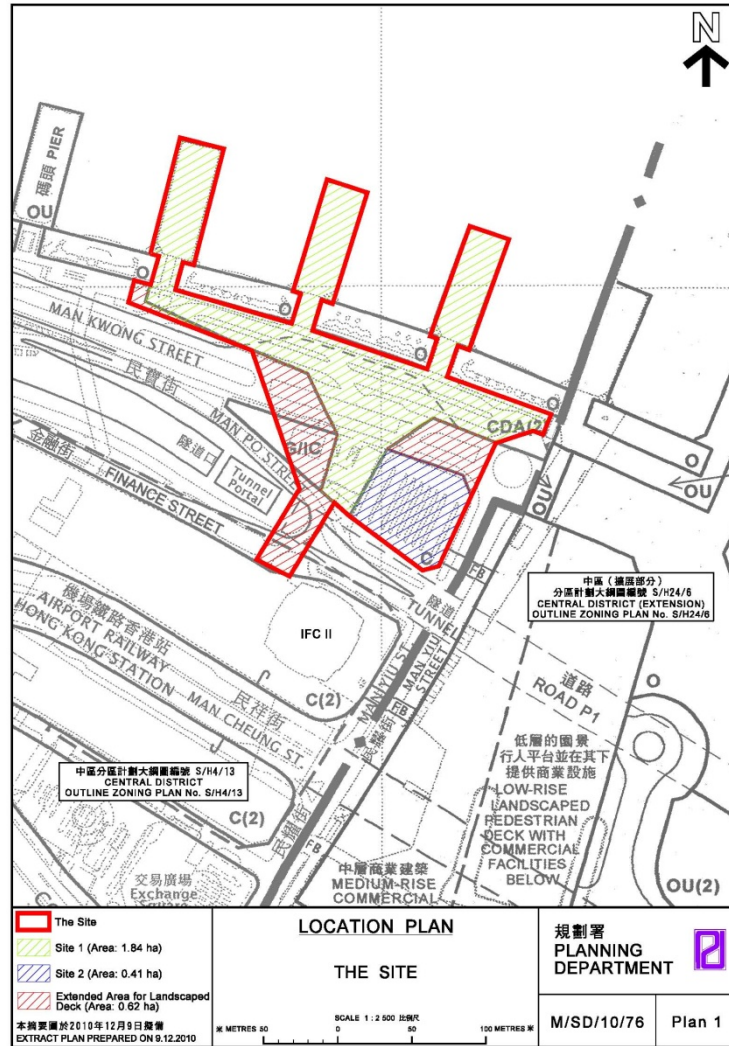 N
碼頭 PIER
OU
O
O
O
O
MAN KWONG STREET
民寶街
MAN PO STREET
G/IC
CDA(2)
O
OU
OU
金融街
FINANCE STREET
隧道口
Tunnel
Portal
C
FB
隧道
TUNNEL
中區（擴展部分）
分區計劃大綱圖編號 S/H24/6
CENTRAL DISTRICT (EXTENSION)
OUTLINE ZONING PLAN No. S/H24/6
IFC II
機場鐵路香港站
AIRPORT RAILWAY
HONG KONG STATION
民祥街
MAN CHEUNG ST.
C(2)
MAN YIU ST.
MAN YIU
STREET
FB
民耀街
道路
ROAD P1
O
低層的園景
行人平台並在其下
提供商業設施
LOW-RISE
LANDSCAPED
PEDESTRIAN
DECK WITH
COMMERCIAL
FACILITIES
BELOW
中區分區計劃大綱圖編號 S/H4/13
CENTRAL DISTRICT
OUTLINE ZONING PLAN No. S/H4/13
C(2)
民耀街
FB
交易廣場
Exchange
中層商業建築
MEDIUM-RISE
COMMERCIAL
OU(2)
The Site
Site 1 (Area: 1.84 ha)
Site 2 (Area: 0.41 ha)
Extended Area for Landscaped
Deck (Area: 0.62 ha)
本摘要圖於2010年12月9日擬備
EXTRACT PLAN PREPARED ON 9.12.2010
LOCATION PLAN
THE SITE
SCALE 1 : 2 500 比例尺
米 METRES 50 0 50 100 METRES 米
規劃署
PLANNING
DEPARTMENT
M/SD/10/76
Plan 1